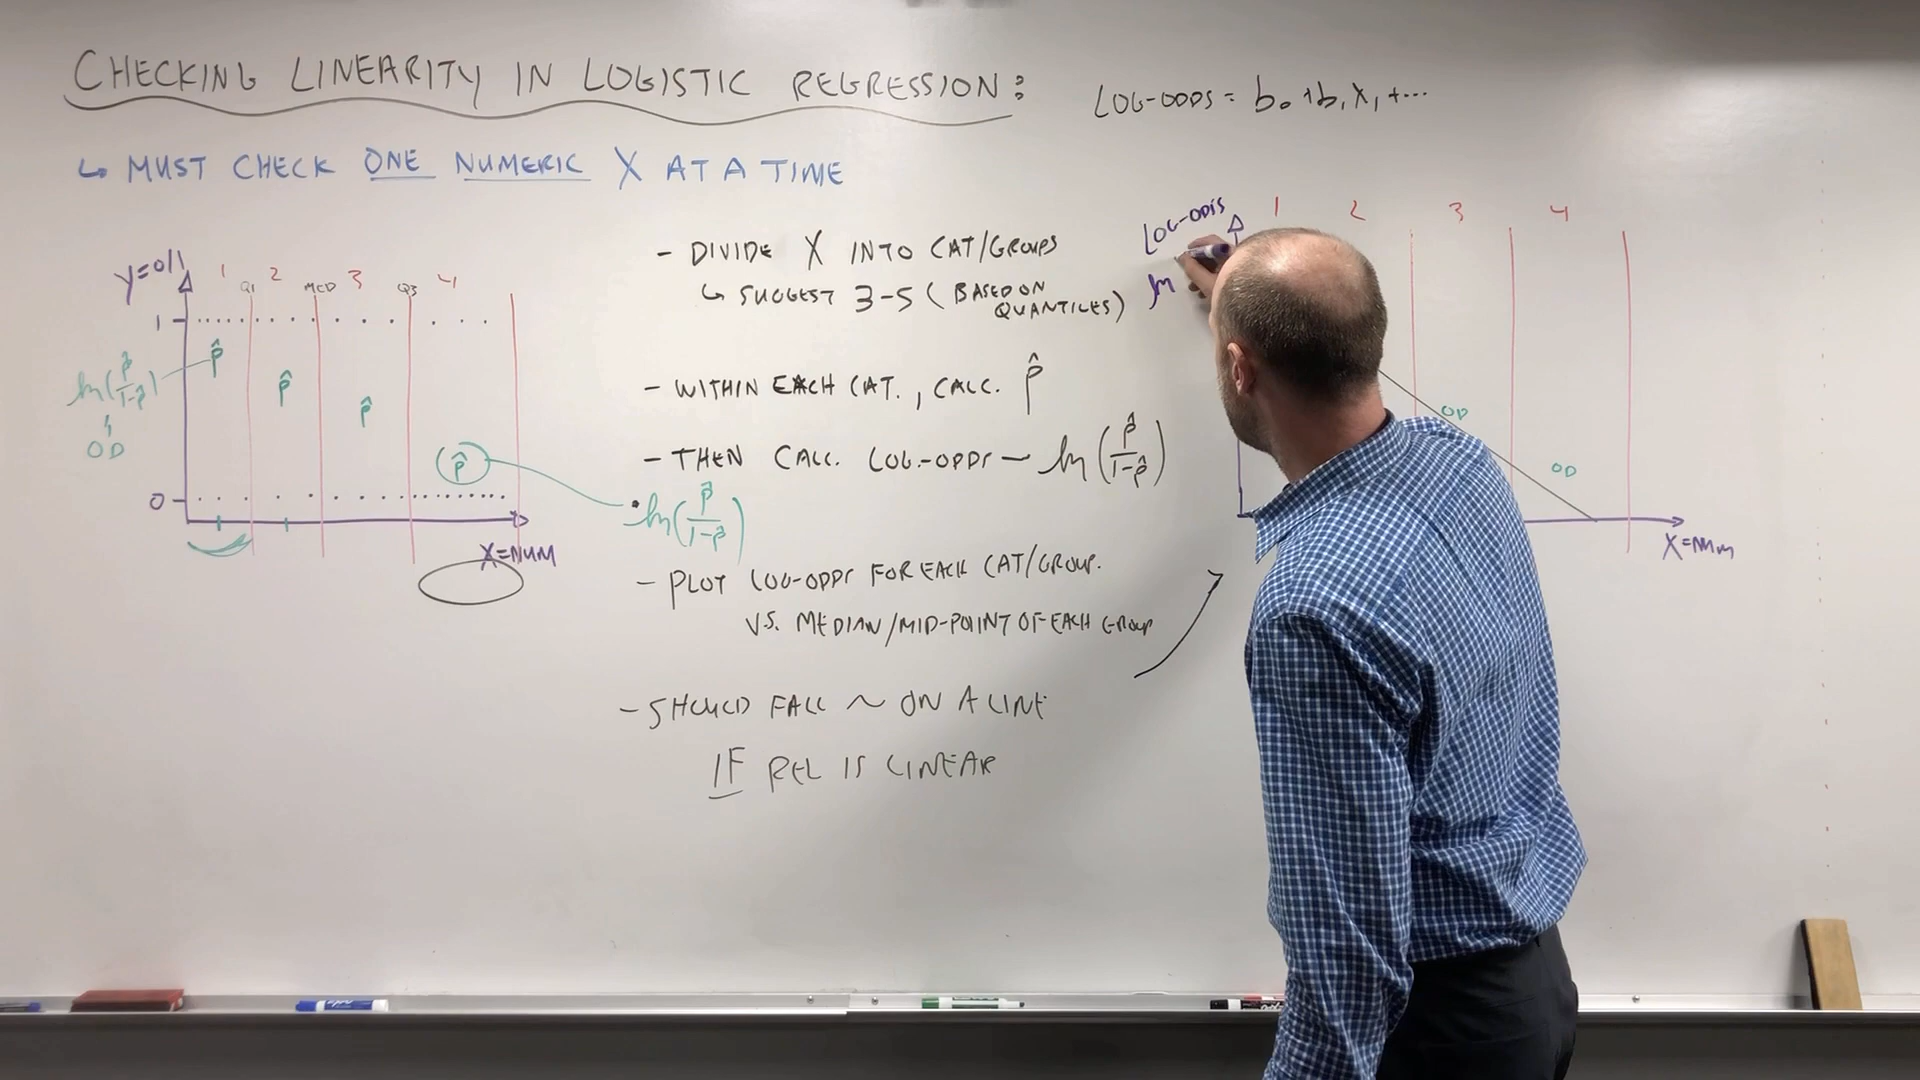 CHECKING LINEARITY IN LOGISTIC REGRESSION:
LOG-ODDS = b₀ + b₁ X₁ + ...
↳ MUST CHECK ONE NUMERIC X AT A TIME
Y=0/1
1 2 3 4
Q1 MED Q3
1
p̂
p̂
p̂
p̂
ln(p̂/1-p̂)
OD
0
X=NUM
- DIVIDE X INTO CAT/GROUPS
↳ SUGGEST 3-5 (BASED ON
QUANTILES)
- WITHIN EACH CAT., CALC. p̂
- THEN CALC. LOG-ODDS - ln(p̂/1-p̂)
ln(p̂/1-p̂)
- PLOT LOG-ODDS FOR EACH CAT/GROUP.
VS. MEDIAN/MID-POINT OF EACH GROUP
- SHOULD FALL ~ ON A LINE
IF REL IS LINEAR
LOG-ODDS
ln
1 2 3 4
OD
OD
X=NUM